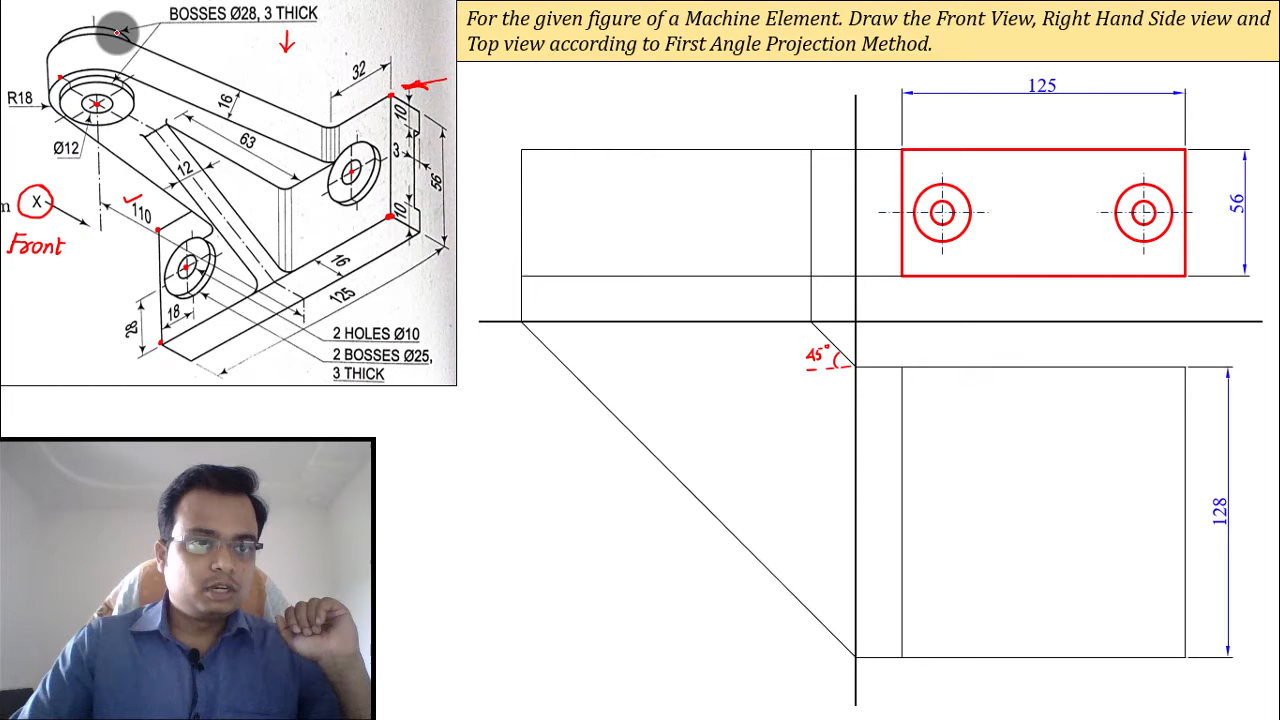 For the given figure of a Machine Element. Draw the Front View, Right Hand Side view and
Top view according to First Angle Projection Method.
BOSSES Ø28, 3 THICK
32
R18
16
10
Ø12
63
3
12
56
X
110
10
Front
16
125
28
18
2 HOLES Ø10
2 BOSSES Ø25,
3 THICK
125
56
45°
128